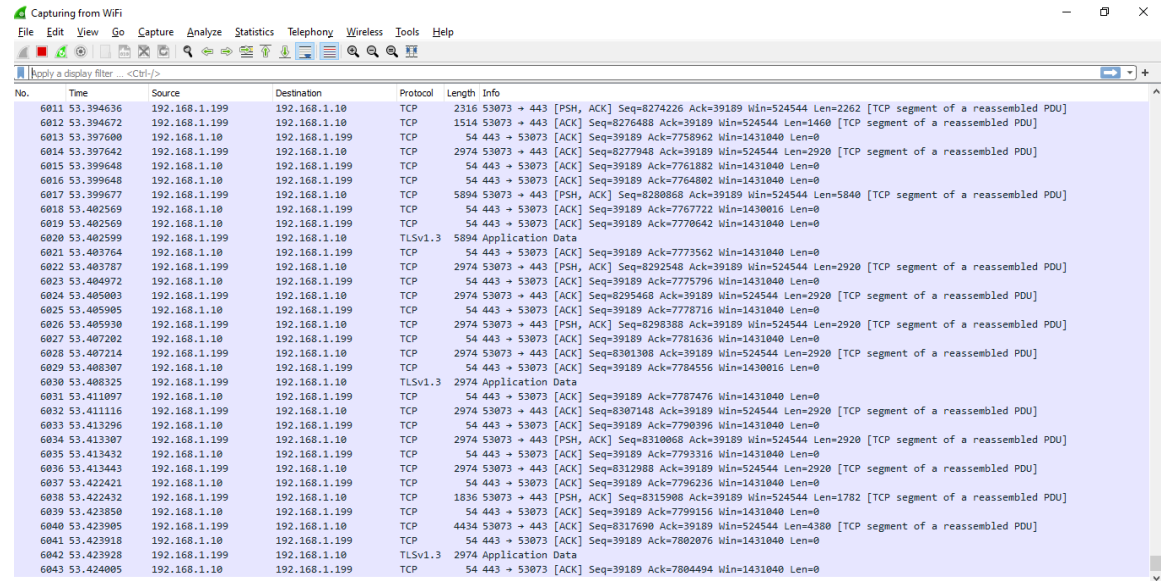 Capturing from WiFi
File Edit View Go Capture Analyze Statistics Telephony Wireless Tools Help
Apply a display filter ... <Ctrl-/>
No. Time Source Destination Protocol Length Info
6011 53.394636 192.168.1.199 192.168.1.10 TCP 2316 53073 → 443 [PSH, ACK] Seq=8274226 Ack=39189 Win=524544 Len=2262 [TCP segment of a reassembled PDU]
6012 53.394672 192.168.1.199 192.168.1.10 TCP 1514 53073 → 443 [ACK] Seq=8276488 Ack=39189 Win=524544 Len=1460 [TCP segment of a reassembled PDU]
6013 53.397600 192.168.1.10 192.168.1.199 TCP 54 443 → 53073 [ACK] Seq=39189 Ack=7758962 Win=1431040 Len=0
6014 53.397642 192.168.1.199 192.168.1.10 TCP 2974 53073 → 443 [ACK] Seq=8277948 Ack=39189 Win=524544 Len=2920 [TCP segment of a reassembled PDU]
6015 53.399648 192.168.1.10 192.168.1.199 TCP 54 443 → 53073 [ACK] Seq=39189 Ack=7761882 Win=1431040 Len=0
6016 53.399648 192.168.1.10 192.168.1.199 TCP 54 443 → 53073 [ACK] Seq=39189 Ack=7764802 Win=1431040 Len=0
6017 53.399677 192.168.1.199 192.168.1.10 TCP 5894 53073 → 443 [PSH, ACK] Seq=8280868 Ack=39189 Win=524544 Len=5840 [TCP segment of a reassembled PDU]
6018 53.402569 192.168.1.10 192.168.1.199 TCP 54 443 → 53073 [ACK] Seq=39189 Ack=7767722 Win=1430016 Len=0
6019 53.402569 192.168.1.10 192.168.1.199 TCP 54 443 → 53073 [ACK] Seq=39189 Ack=7770642 Win=1431040 Len=0
6020 53.402599 192.168.1.199 192.168.1.10 TLSv1.3 5894 Application Data
6021 53.403764 192.168.1.10 192.168.1.199 TCP 54 443 → 53073 [ACK] Seq=39189 Ack=7773562 Win=1431040 Len=0
6022 53.403787 192.168.1.199 192.168.1.10 TCP 2974 53073 → 443 [PSH, ACK] Seq=8292548 Ack=39189 Win=524544 Len=2920 [TCP segment of a reassembled PDU]
6023 53.404972 192.168.1.10 192.168.1.199 TCP 54 443 → 53073 [ACK] Seq=39189 Ack=7775796 Win=1431040 Len=0
6024 53.405003 192.168.1.199 192.168.1.10 TCP 2974 53073 → 443 [ACK] Seq=8295468 Ack=39189 Win=524544 Len=2920 [TCP segment of a reassembled PDU]
6025 53.405905 192.168.1.10 192.168.1.199 TCP 54 443 → 53073 [ACK] Seq=39189 Ack=7778716 Win=1431040 Len=0
6026 53.405930 192.168.1.199 192.168.1.10 TCP 2974 53073 → 443 [PSH, ACK] Seq=8298388 Ack=39189 Win=524544 Len=2920 [TCP segment of a reassembled PDU]
6027 53.407202 192.168.1.10 192.168.1.199 TCP 54 443 → 53073 [ACK] Seq=39189 Ack=7781636 Win=1431040 Len=0
6028 53.407214 192.168.1.199 192.168.1.10 TCP 2974 53073 → 443 [ACK] Seq=8301308 Ack=39189 Win=524544 Len=2920 [TCP segment of a reassembled PDU]
6029 53.408307 192.168.1.10 192.168.1.199 TCP 54 443 → 53073 [ACK] Seq=39189 Ack=7784556 Win=1430016 Len=0
6030 53.408325 192.168.1.199 192.168.1.10 TLSv1.3 2974 Application Data
6031 53.411097 192.168.1.10 192.168.1.199 TCP 54 443 → 53073 [ACK] Seq=39189 Ack=7787476 Win=1431040 Len=0
6032 53.411116 192.168.1.199 192.168.1.10 TCP 2974 53073 → 443 [ACK] Seq=8307148 Ack=39189 Win=524544 Len=2920 [TCP segment of a reassembled PDU]
6033 53.413296 192.168.1.10 192.168.1.199 TCP 54 443 → 53073 [ACK] Seq=39189 Ack=7790396 Win=1431040 Len=0
6034 53.413307 192.168.1.199 192.168.1.10 TCP 2974 53073 → 443 [PSH, ACK] Seq=8310068 Ack=39189 Win=524544 Len=2920 [TCP segment of a reassembled PDU]
6035 53.413432 192.168.1.10 192.168.1.199 TCP 54 443 → 53073 [ACK] Seq=39189 Ack=7793316 Win=1431040 Len=0
6036 53.413443 192.168.1.199 192.168.1.10 TCP 2974 53073 → 443 [ACK] Seq=8312988 Ack=39189 Win=524544 Len=2920 [TCP segment of a reassembled PDU]
6037 53.422421 192.168.1.10 192.168.1.199 TCP 54 443 → 53073 [ACK] Seq=39189 Ack=7796236 Win=1431040 Len=0
6038 53.422432 192.168.1.199 192.168.1.10 TCP 1836 53073 → 443 [PSH, ACK] Seq=8315908 Ack=39189 Win=524544 Len=1782 [TCP segment of a reassembled PDU]
6039 53.423850 192.168.1.10 192.168.1.199 TCP 54 443 → 53073 [ACK] Seq=39189 Ack=7799156 Win=1431040 Len=0
6040 53.423905 192.168.1.199 192.168.1.10 TCP 4434 53073 → 443 [ACK] Seq=8317690 Ack=39189 Win=524544 Len=4380 [TCP segment of a reassembled PDU]
6041 53.423918 192.168.1.10 192.168.1.199 TCP 54 443 → 53073 [ACK] Seq=39189 Ack=7802076 Win=1431040 Len=0
6042 53.423928 192.168.1.199 192.168.1.10 TLSv1.3 2974 Application Data
6043 53.424005 192.168.1.10 192.168.1.199 TCP 54 443 → 53073 [ACK] Seq=39189 Ack=7804494 Win=1431040 Len=0